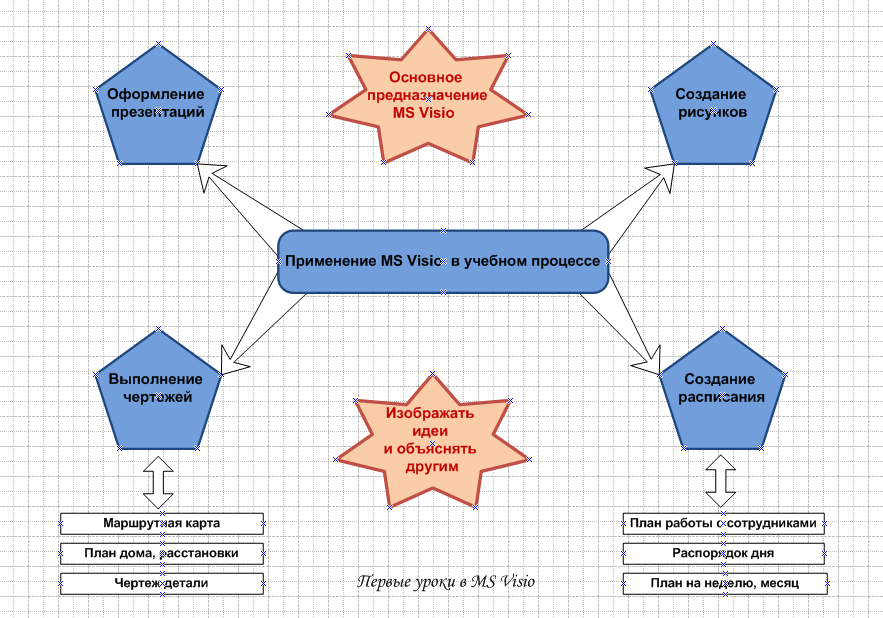 Оформление
презентаций
Основное
предназначение
MS Visio
Создание
рисунков
Применение MS Visio в учебном процессе
Выполнение
чертежей
Изображать
идеи
и объяснять
другим
Создание
расписания
Маршрутная карта
План дома, расстановки
Чертеж детали
План работы с сотрудниками
Распорядок дня
План на неделю, месяц
Первые уроки в MS Visio